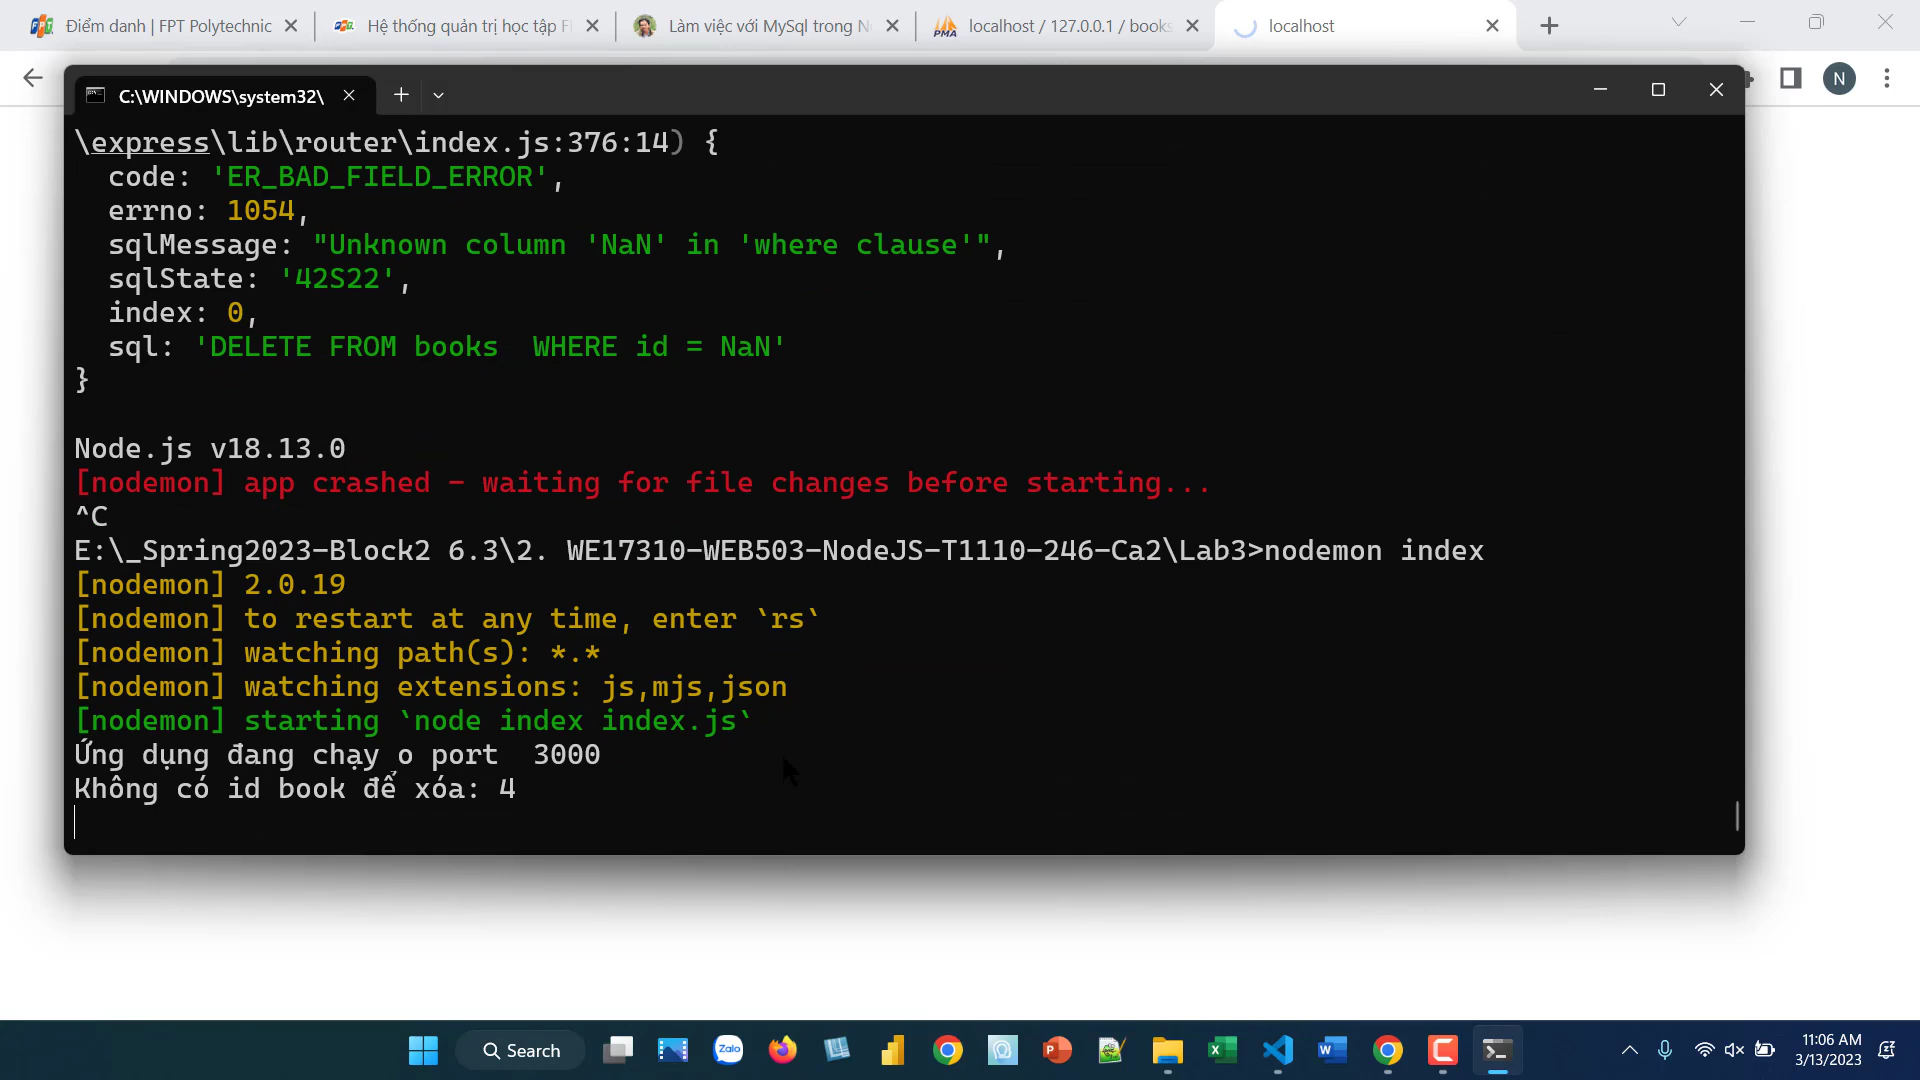 Điểm danh | FPT Polytechnic
Hệ thống quản trị học tập F
Làm việc với MySql trong N
localhost / 127.0.0.1 / books
localhost
N
C:\WINDOWS\system32\
\express\lib\router\index.js:376:14) {
code: 'ER_BAD_FIELD_ERROR',
errno: 1054,
sqlMessage: "Unknown column 'NaN' in 'where clause'",
sqlState: '42S22',
index: 0,
sql: 'DELETE FROM books  WHERE id = NaN'
}
Node.js v18.13.0
[nodemon] app crashed - waiting for file changes before starting...
^C
E:\_Spring2023-Block2 6.3\2. WE17310-WEB503-NodeJS-T1110-246-Ca2\Lab3>nodemon index
[nodemon] 2.0.19
[nodemon] to restart at any time, enter `rs`
[nodemon] watching path(s): *.*
[nodemon] watching extensions: js,mjs,json
[nodemon] starting `node index index.js`
Ứng dụng đang chạy o port  3000
Không có id book để xóa: 4
Search
11:06 AM
3/13/2023